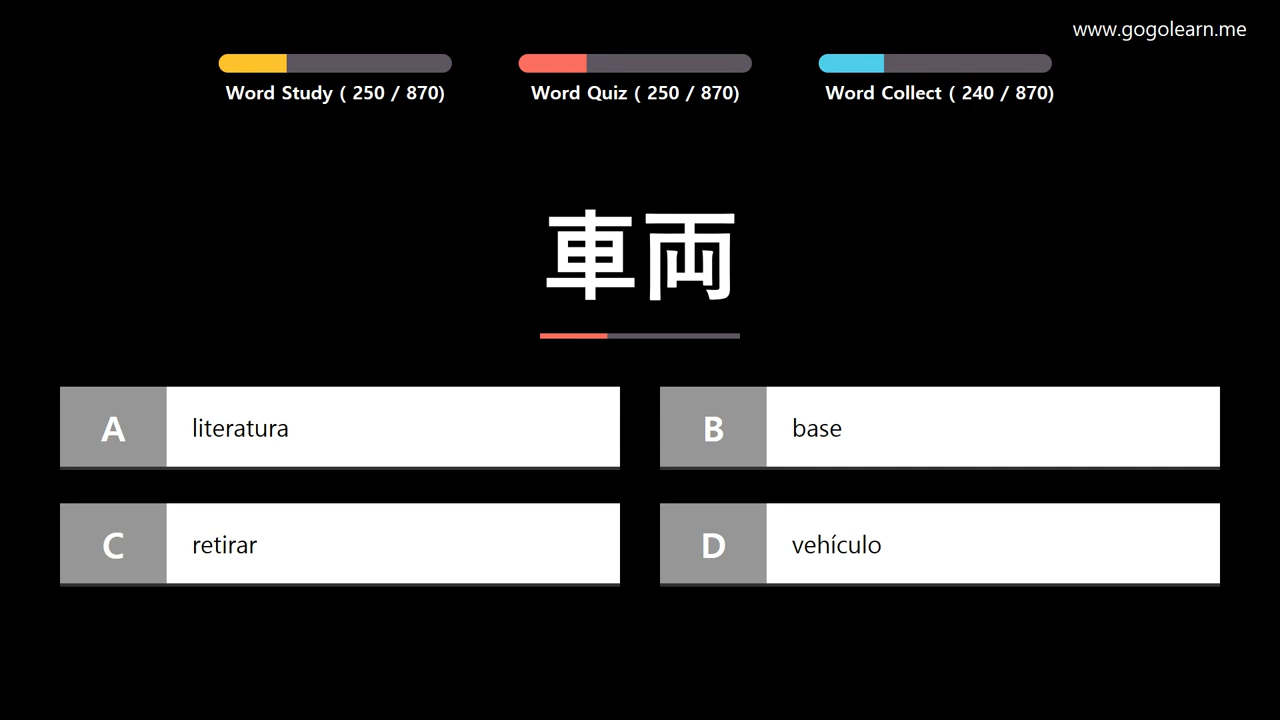 www.gogolearn.me
Word Study ( 250 / 870)
Word Quiz ( 250 / 870)
Word Collect ( 240 / 870)
車両
A literatura
B base
C retirar
D vehículo